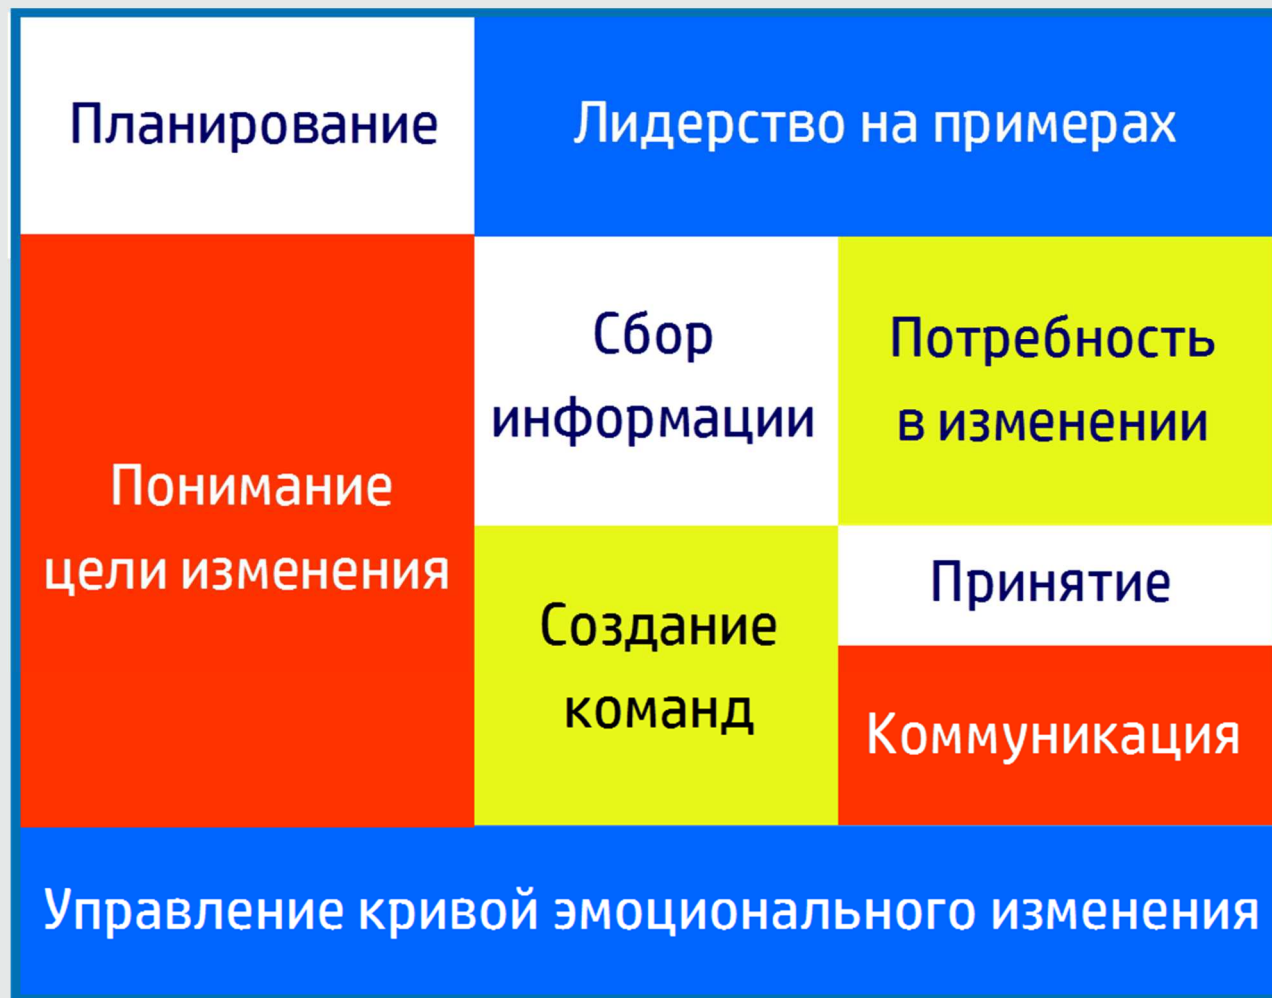 Планирование
Лидерство на примерах
Понимание
цели изменения
Сбор
информации
Потребность
в изменении
Создание
команд
Принятие
Коммуникация
Управление кривой эмоционального изменения